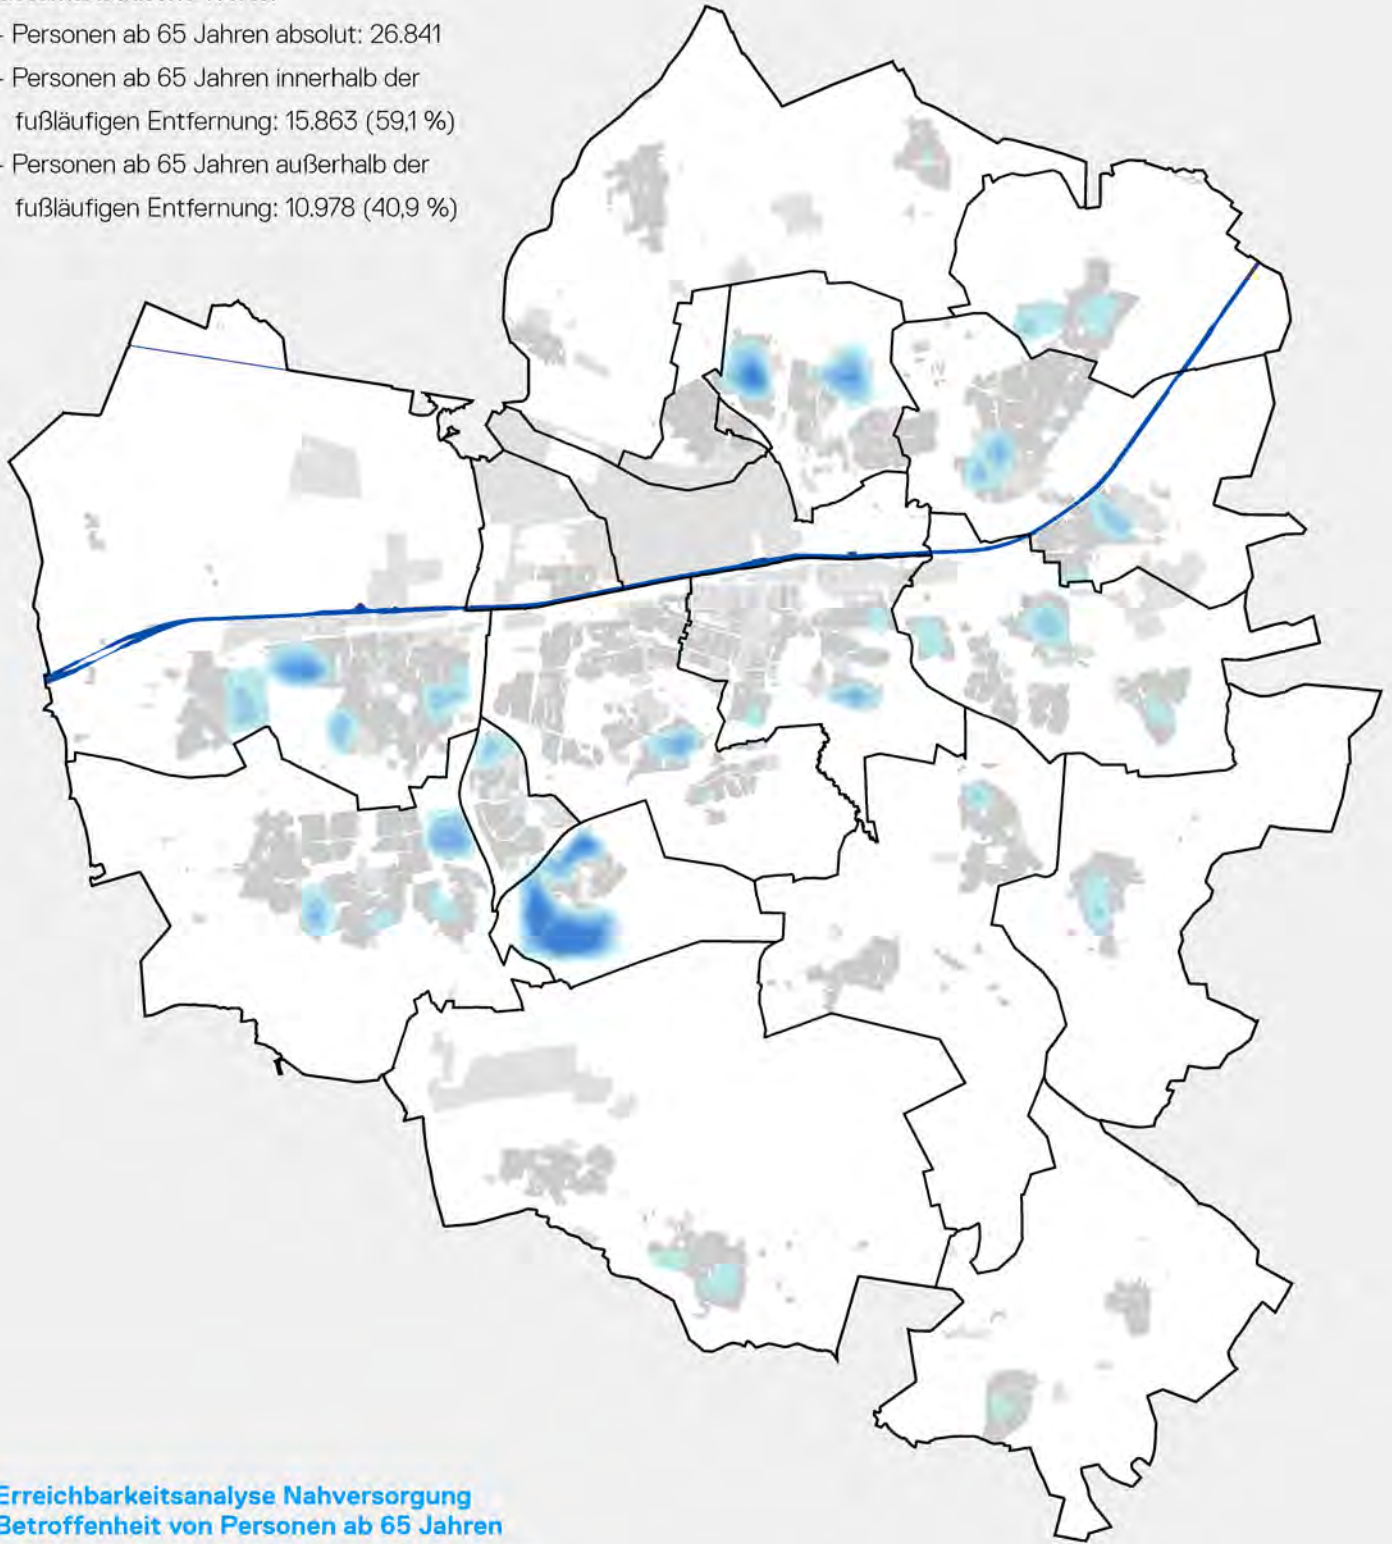 - Personen ab 65 Jahren absolut: 26.841
- Personen ab 65 Jahren innerhalb der
fußläufigen Entfernung: 15.863 (59,1 %)
- Personen ab 65 Jahren außerhalb der
fußläufigen Entfernung: 10.978 (40,9 %)
Erreichbarkeitsanalyse Nahversorgung
Betroffenheit von Personen ab 65 Jahren